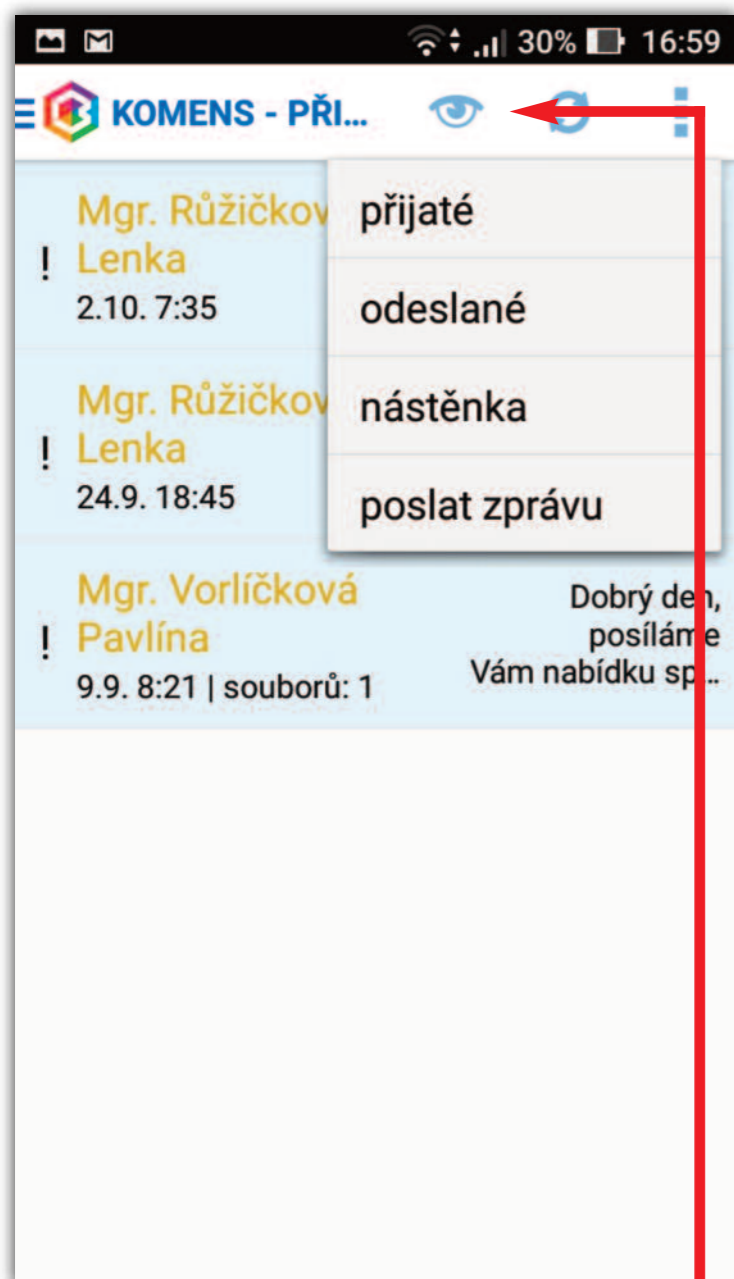 30% 16:59
KOMENS - PŘI...
Mgr. Růžičkov
Lenka
2.10. 7:35
přijaté
odeslané
nástěnka
poslat zprávu
Mgr. Růžičkov
Lenka
24.9. 18:45
Mgr. Vorlíčková
Pavlína
9.9. 8:21 | souborů: 1
Dobrý den,
posíláme
Vám nabídku sp...